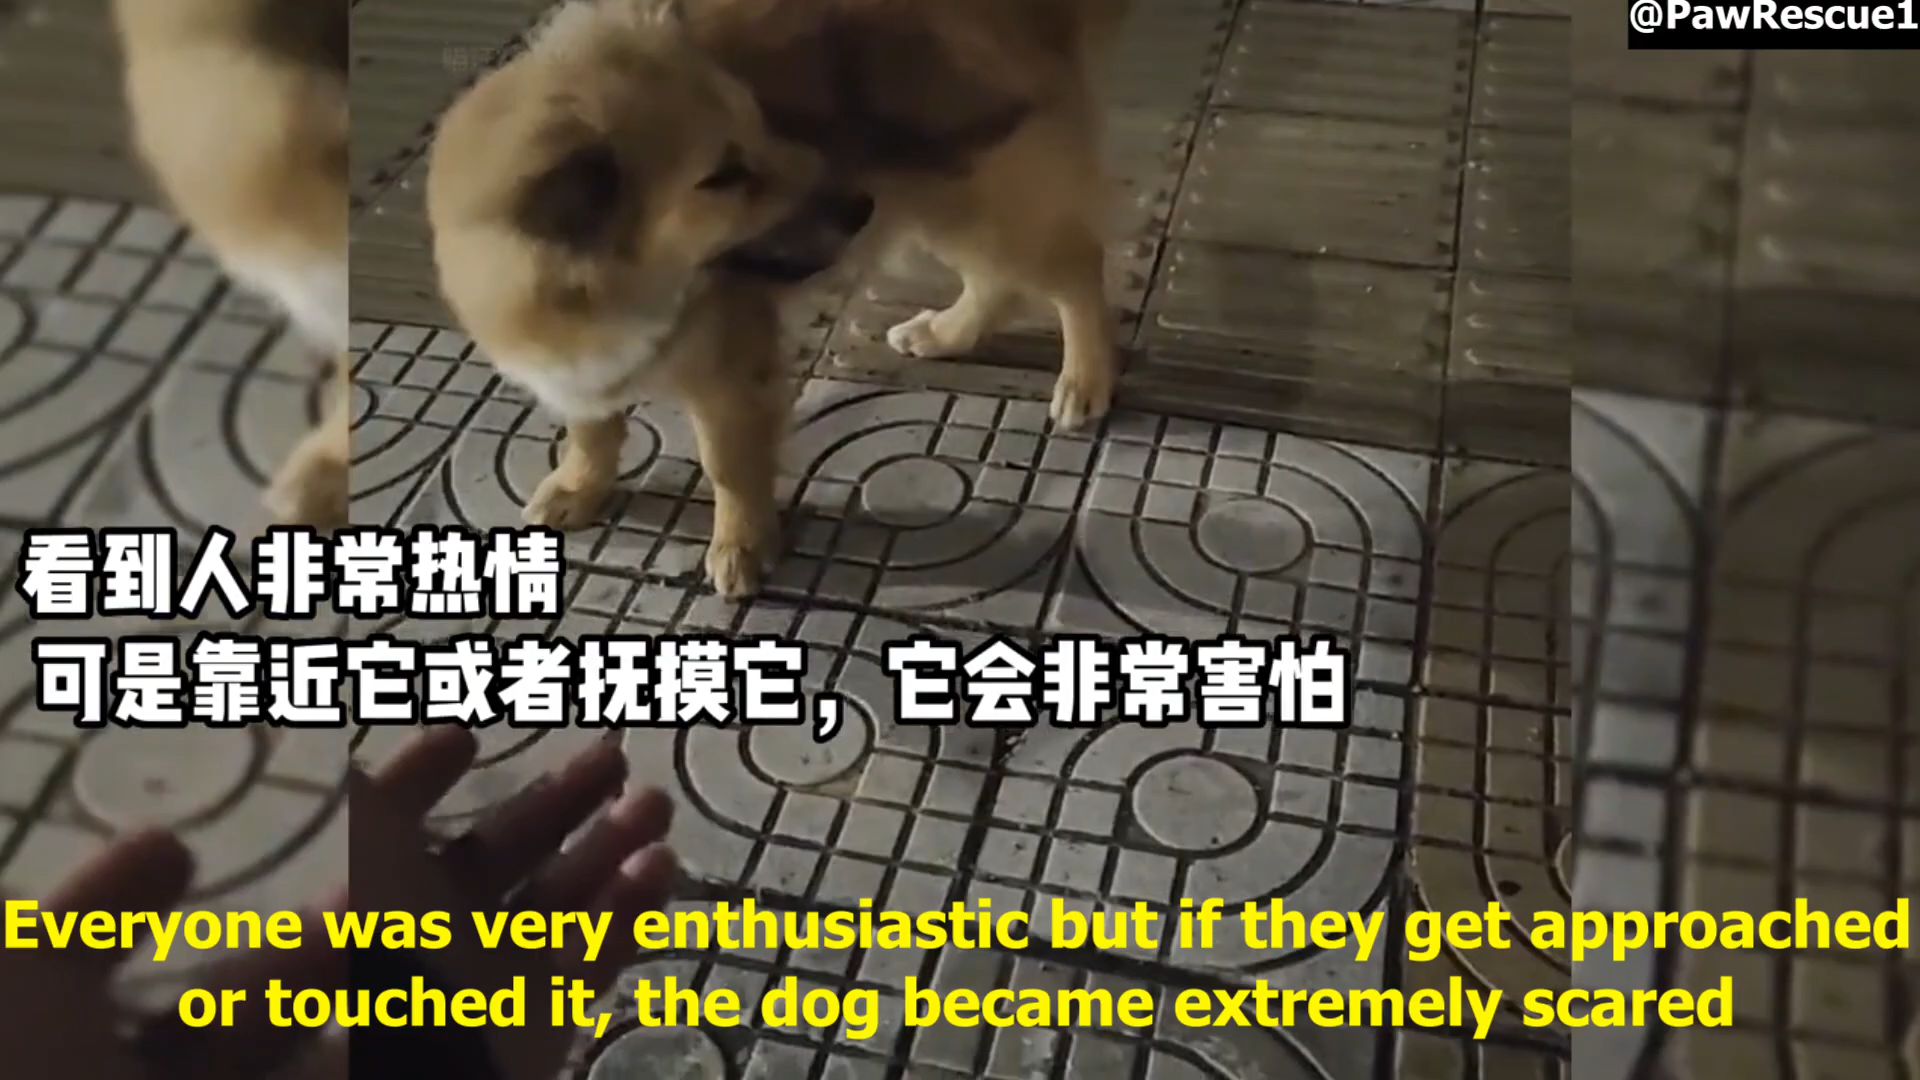 @PawRescue1
看到人非常热情
可是靠近它或者抚摸它，它会非常害怕
Everyone was very enthusiastic but if they get approached
or touched it, the dog became extremely scared